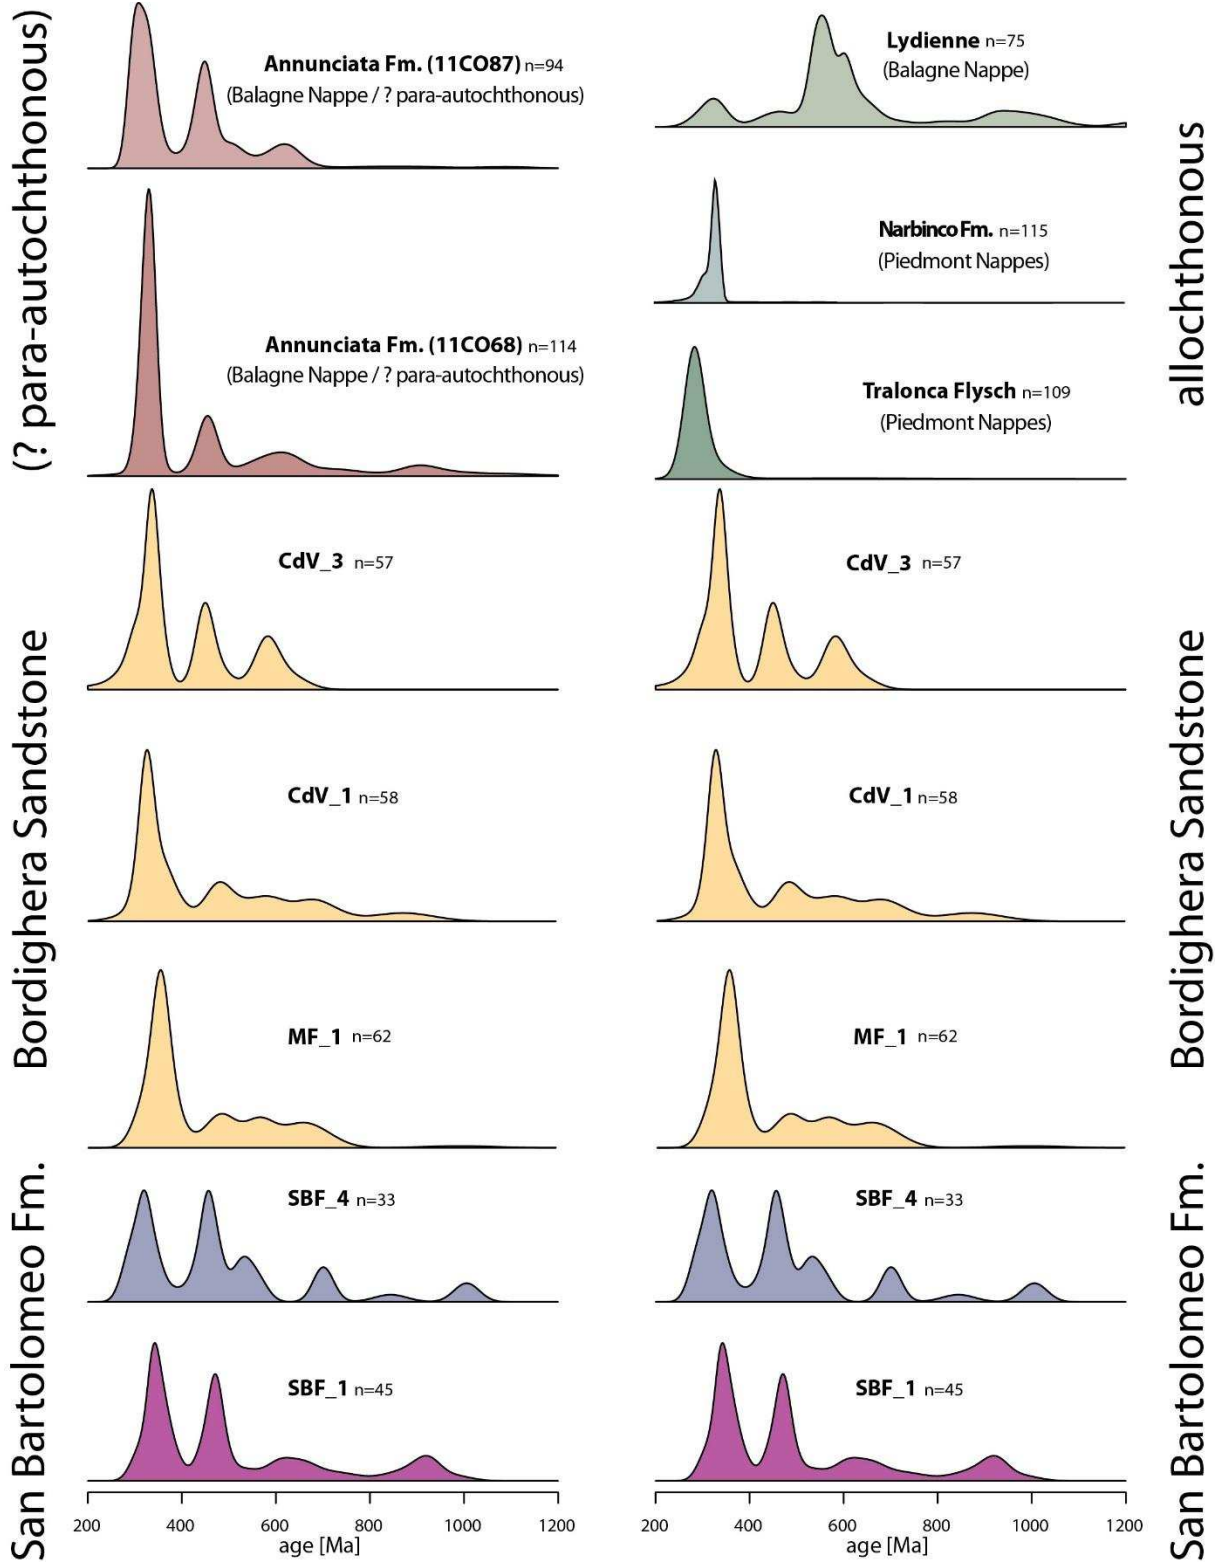 (? para-autochthonous)
Bordighera Sandstone
San Bartolomeo Fm.
Annunciata Fm. (11CO87) n=94
(Balagne Nappe / ? para-autochthonous)
Annunciata Fm. (11CO68) n=114
(Balagne Nappe / ? para-autochthonous)
CdV_3 n=57
CdV_1 n=58
MF_1 n=62
SBF_4 n=33
SBF_1 n=45
200 400 600 800 1000 1200
age [Ma]
Lydienne n=75
(Balagne Nappe)
Narbinco Fm. n=115
(Piedmont Nappes)
Tralonca Flysch n=109
(Piedmont Nappes)
CdV_3 n=57
CdV_1 n=58
MF_1 n=62
SBF_4 n=33
SBF_1 n=45
200 400 600 800 1000 1200
age [Ma]
allochthonous
Bordighera Sandstone
San Bartolomeo Fm.